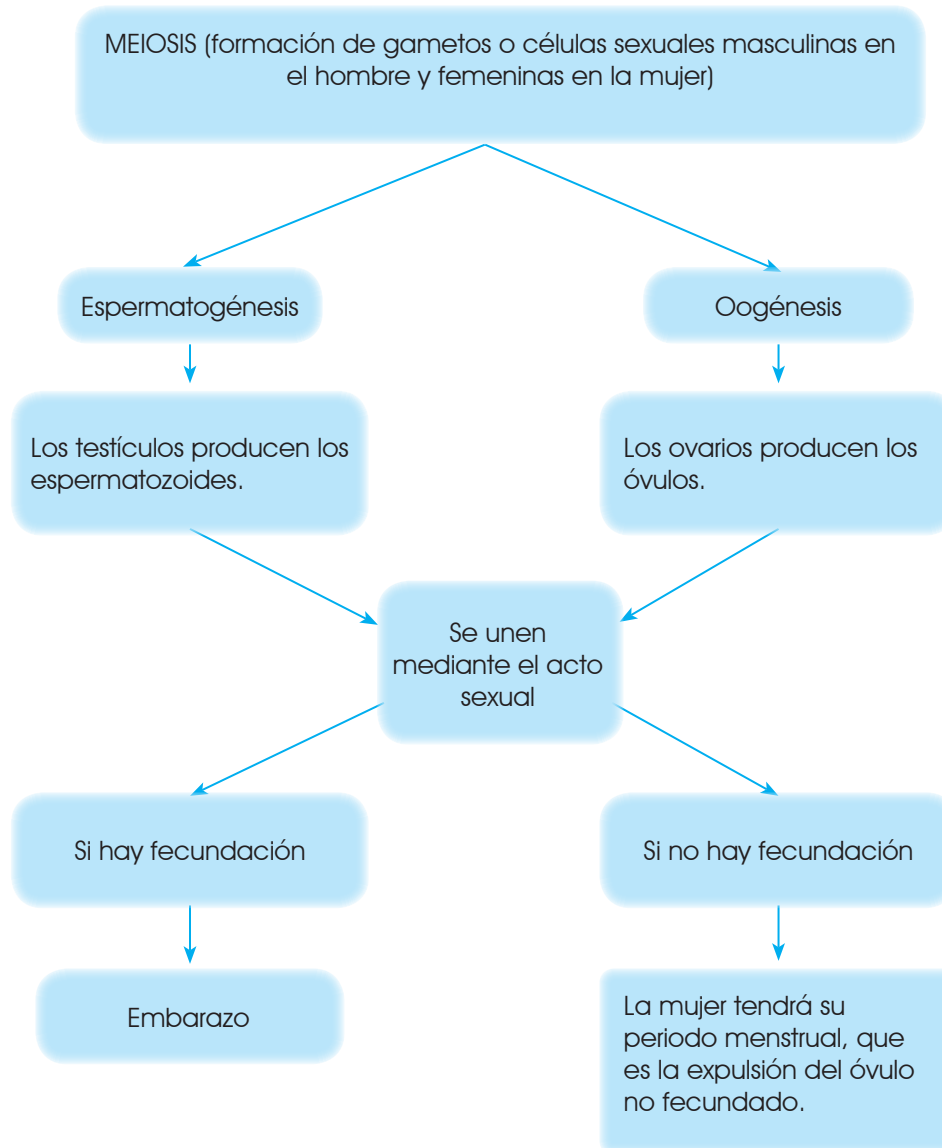 MEIOSIS (formación de gametos o células sexuales masculinas en
el hombre y femeninas en la mujer)
Espermatogénesis
Oogénesis
Los testículos producen los
espermatozoides.
Los ovarios producen los
óvulos.
Se unen
mediante el acto
sexual
Si hay fecundación
Si no hay fecundación
Embarazo
La mujer tendrá su
periodo menstrual, que
es la expulsión del óvulo
no fecundado.